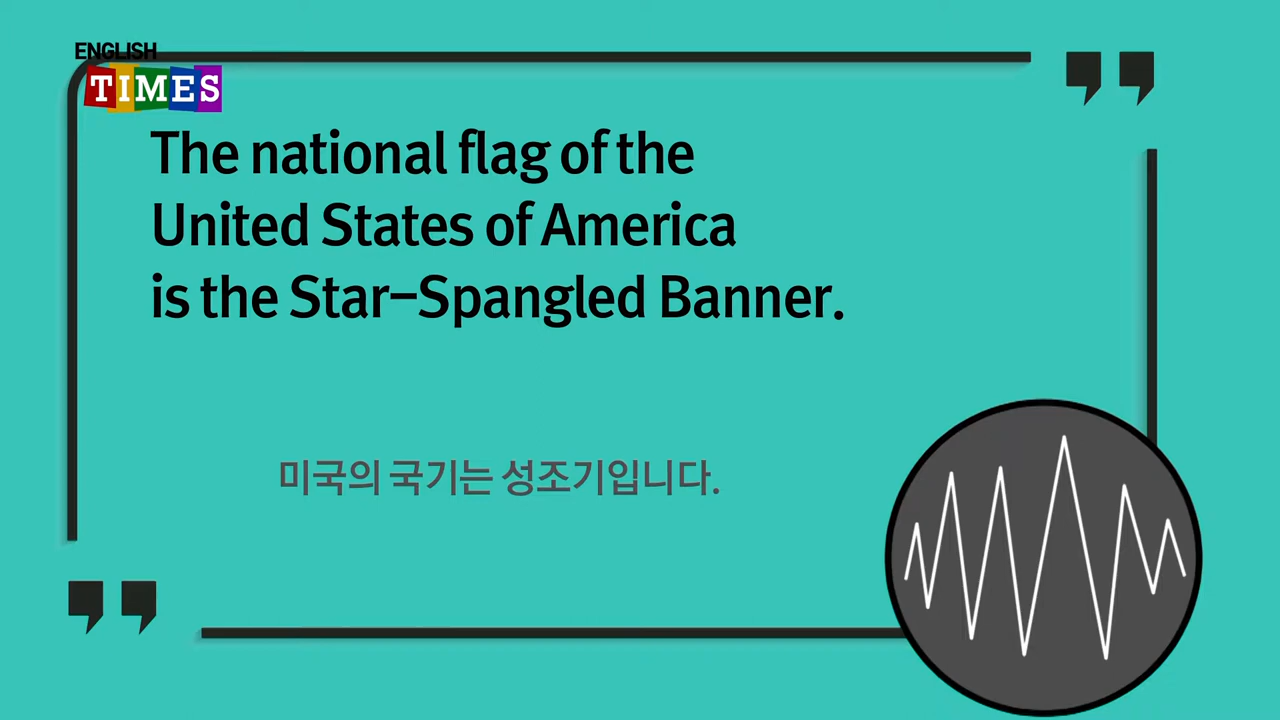 ENGLISH
TIMES
The national flag of the
United States of America
is the Star-Spangled Banner.
미국의 국기는 성조기입니다.